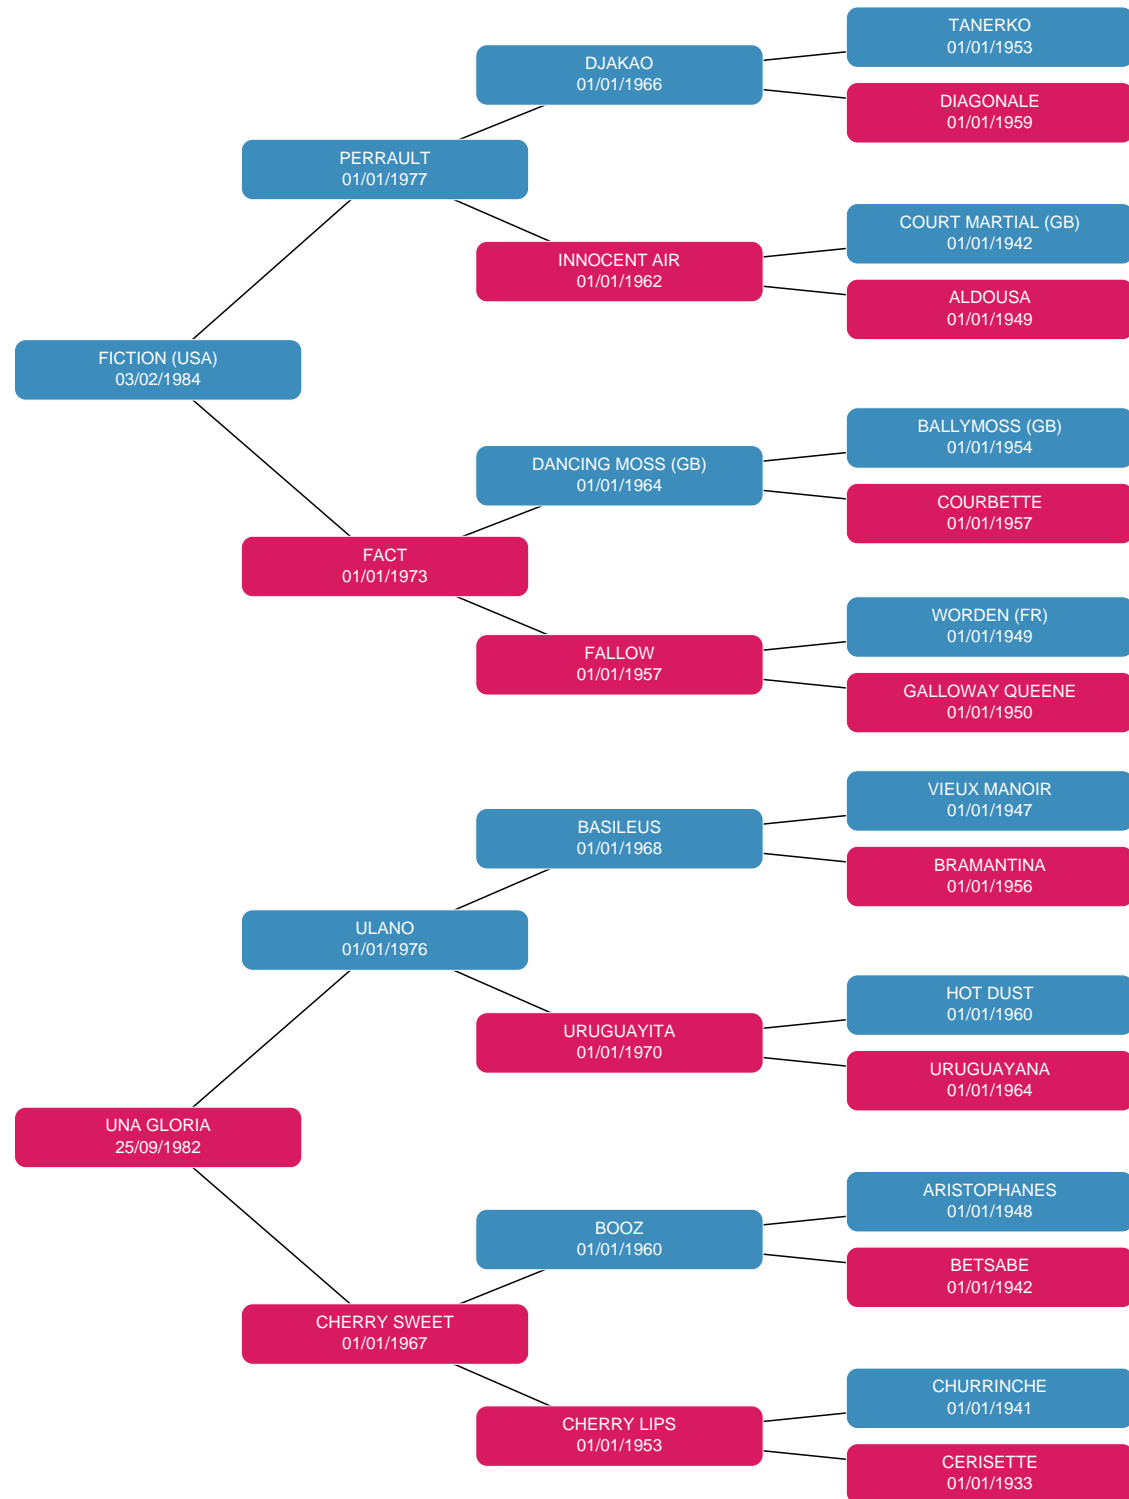 TANERKO
01/01/1953
DJAKAO
01/01/1966
DIAGONALE
01/01/1959
PERRAULT
01/01/1977
COURT MARTIAL (GB)
01/01/1942
INNOCENT AIR
01/01/1962
ALDOUSA
01/01/1949
FICTION (USA)
03/02/1984
BALLYMOSS (GB)
01/01/1954
DANCING MOSS (GB)
01/01/1964
COURBETTE
01/01/1957
FACT
01/01/1973
WORDEN (FR)
01/01/1949
FALLOW
01/01/1957
GALLOWAY QUEENE
01/01/1950
VIEUX MANOIR
01/01/1947
BASILEUS
01/01/1968
BRAMANTINA
01/01/1956
ULANO
01/01/1976
HOT DUST
01/01/1960
URUGUAYITA
01/01/1970
URUGUAYANA
01/01/1964
UNA GLORIA
25/09/1982
ARISTOPHANES
01/01/1948
BOOZ
01/01/1960
BETSABE
01/01/1942
CHERRY SWEET
01/01/1967
CHURRINCHE
01/01/1941
CHERRY LIPS
01/01/1953
CERISETTE
01/01/1933